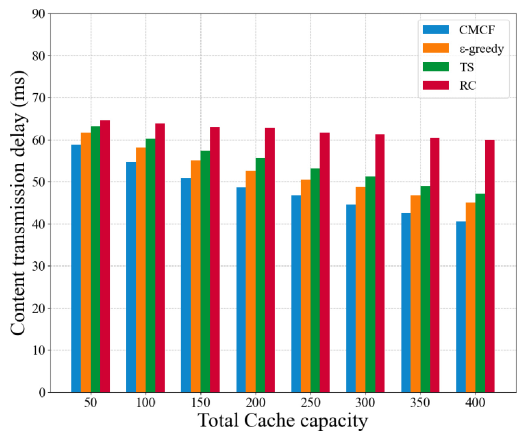 90
80
70
60
50
40
30
20
10
0
Content transmission delay (ms)
CMCF
ε-greedy
TS
RC
50 100 150 200 250 300 350 400
Total Cache capacity